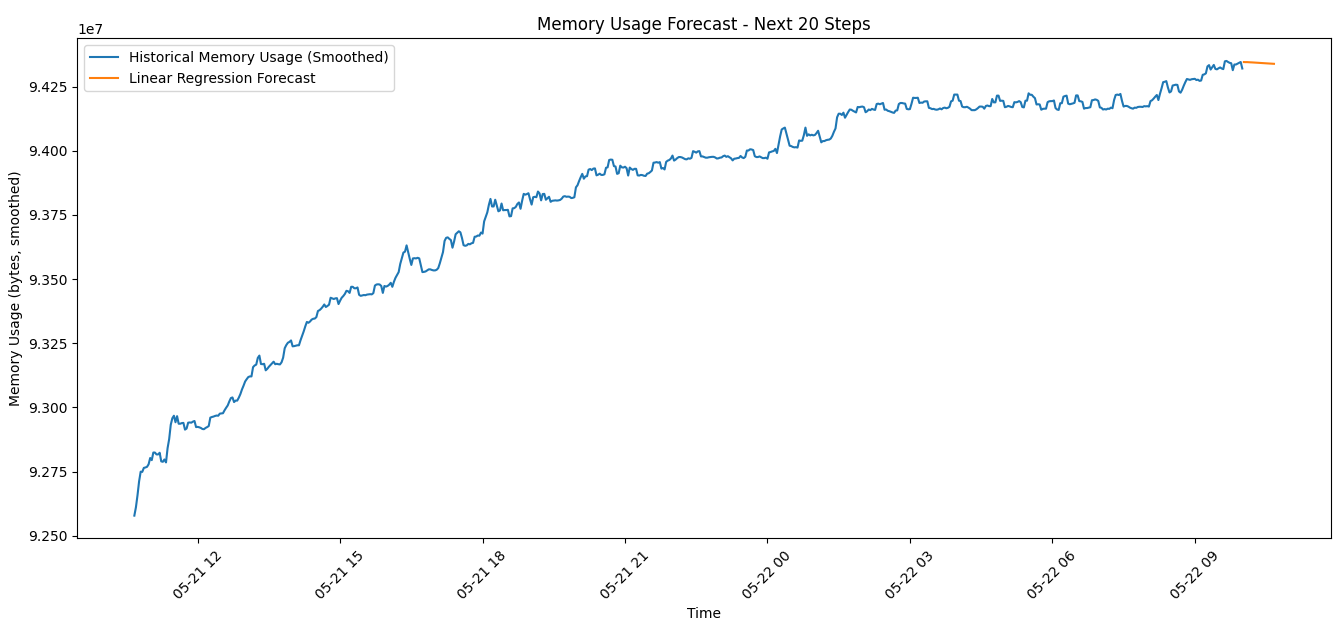 Memory Usage Forecast - Next 20 Steps
1e7
Historical Memory Usage (Smoothed)
Linear Regression Forecast
Memory Usage (bytes, smoothed)
9.425
9.400
9.375
9.350
9.325
9.300
9.275
9.250
05-21 12
05-21 15
05-21 18
05-21 21
05-22 00
05-22 03
05-22 06
05-22 09
Time